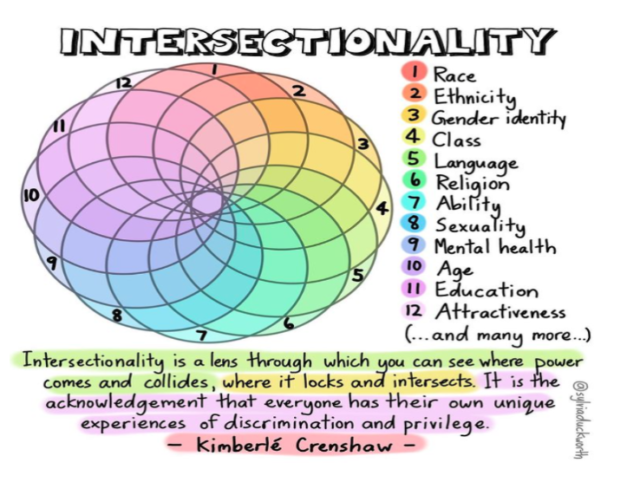 INTERSECTIONALITY
1 Race
2 Ethnicity
3 Gender identity
4 Class
5 Language
6 Religion
7 Ability
8 Sexuality
9 Mental health
10 Age
11 Education
12 Attractiveness
(...and many more...)
1
2
3
4
5
6
7
8
9
10
11
12
Intersectionality is a lens through which you can see where power
comes and collides, where it locks and intersects. It is the
acknowledgement that everyone has their own unique
experiences of discrimination and privilege.
– Kimberlé Crenshaw –
@sylviaduckworth